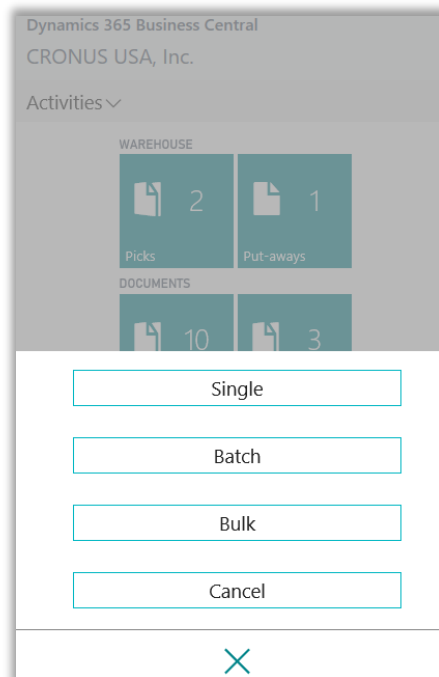 Dynamics 365 Business Central
CRONUS USA, Inc.
Activities
WAREHOUSE
2 1
Picks Put-aways
DOCUMENTS
10 3
Single
Batch
Bulk
Cancel